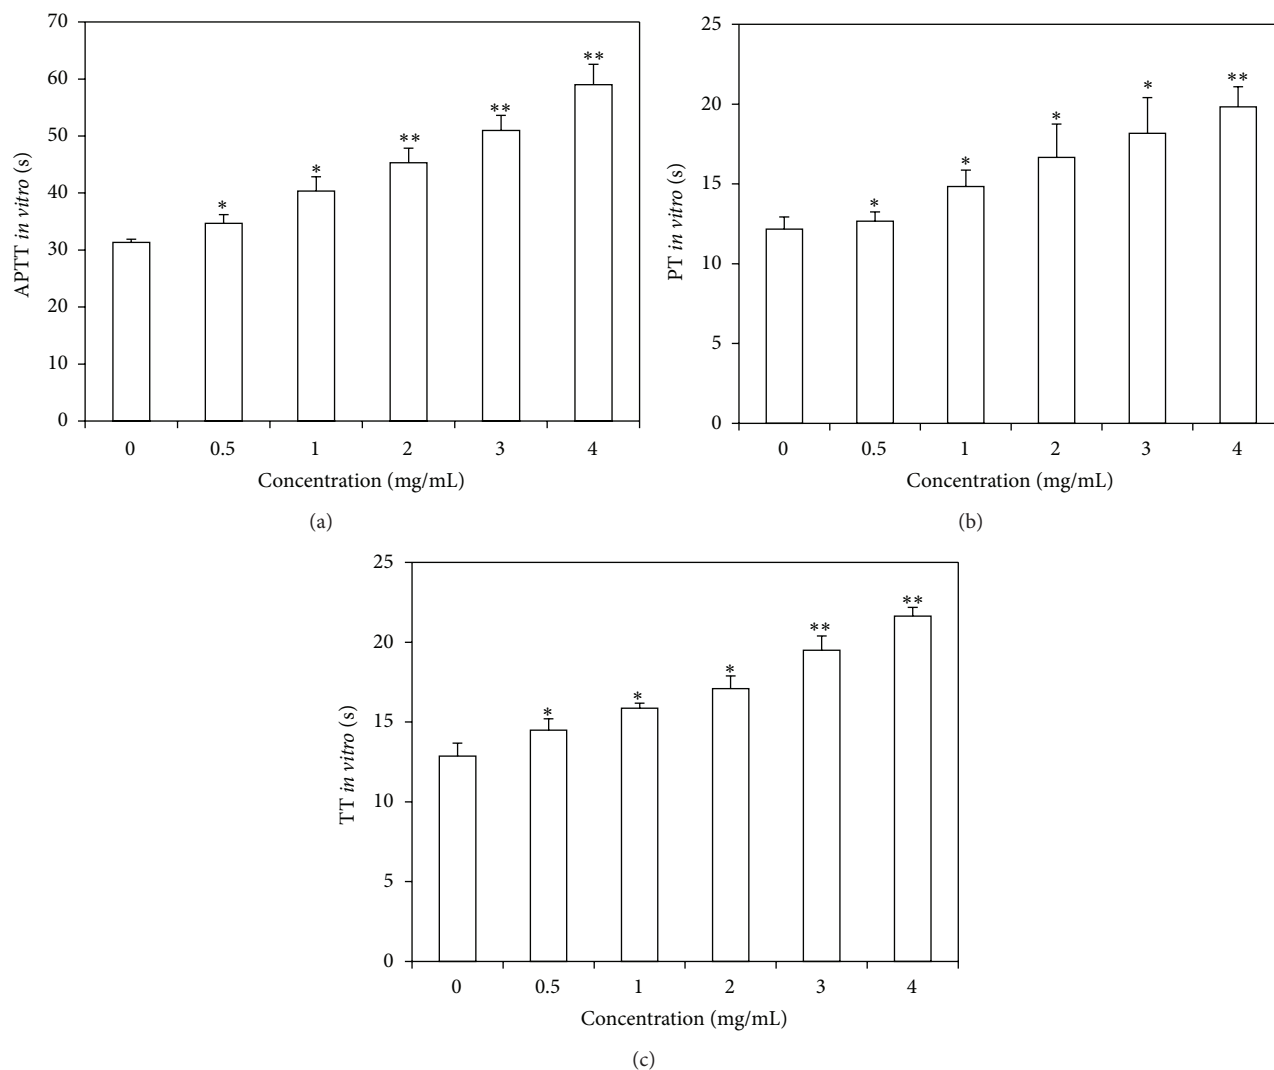 70
60
50
40
30
20
10
0
APTT in vitro (s)
* * ** ** **
0 0.5 1 2 3 4
Concentration (mg/mL)
(a)
25
20
15
10
5
0
PT in vitro (s)
* * * * **
0 0.5 1 2 3 4
Concentration (mg/mL)
(b)
25
20
15
10
5
0
TT in vitro (s)
* * * ** **
0 0.5 1 2 3 4
Concentration (mg/mL)
(c)